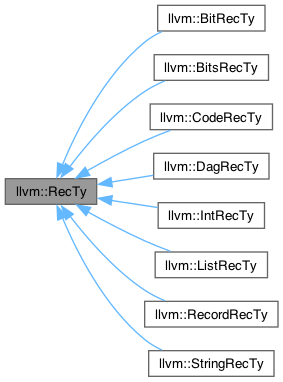 llvm::BitRecTy
llvm::BitsRecTy
llvm::CodeRecTy
llvm::DagRecTy
llvm::RecTy
llvm::IntRecTy
llvm::ListRecTy
llvm::RecordRecTy
llvm::StringRecTy